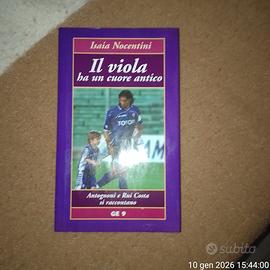 Isaia Nocentini
Il viola
ha un cuore antico
TOYOTA
Antognoni e Rui Costa
si raccontano
GE 9
subito
10 gen 2026 15:44:00